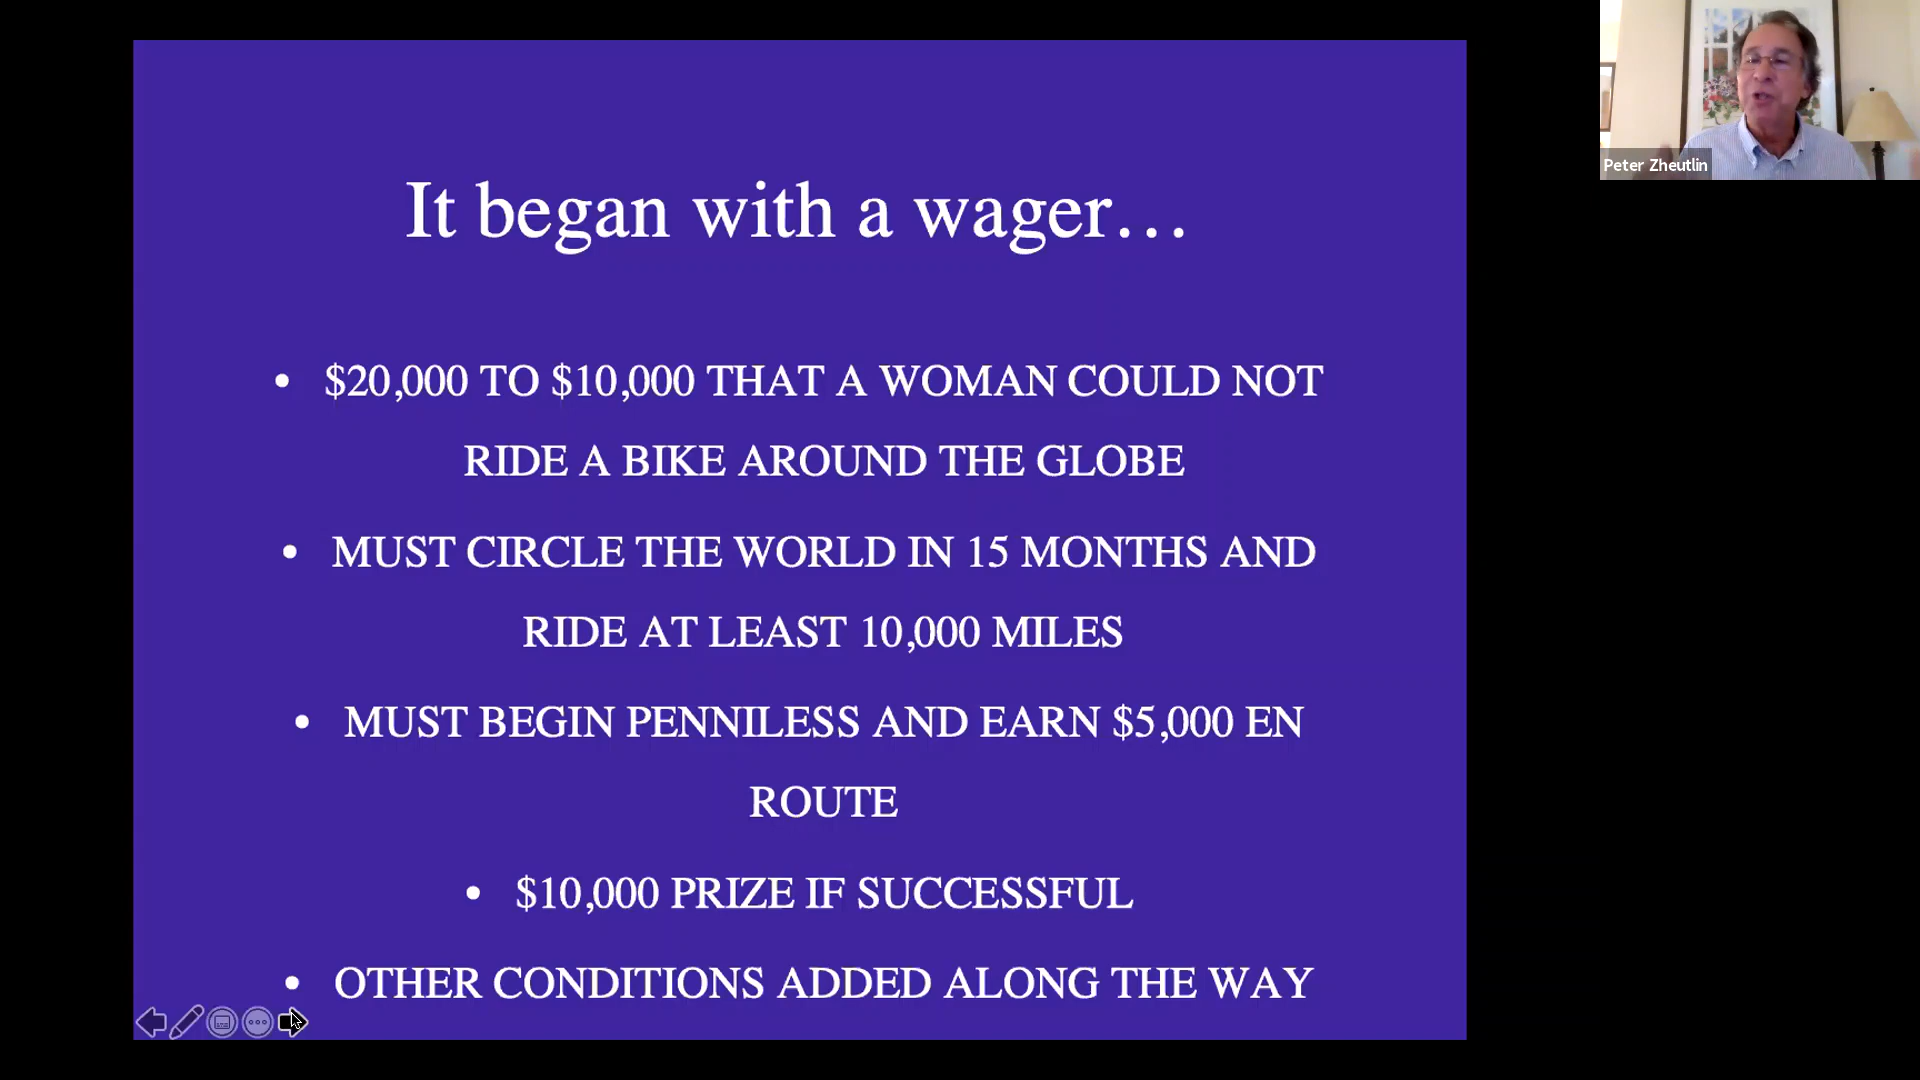 It began with a wager…
• $20,000 TO $10,000 THAT A WOMAN COULD NOT
RIDE A BIKE AROUND THE GLOBE
• MUST CIRCLE THE WORLD IN 15 MONTHS AND
RIDE AT LEAST 10,000 MILES
• MUST BEGIN PENNILESS AND EARN $5,000 EN
ROUTE
• $10,000 PRIZE IF SUCCESSFUL
• OTHER CONDITIONS ADDED ALONG THE WAY
Peter Zheutlin